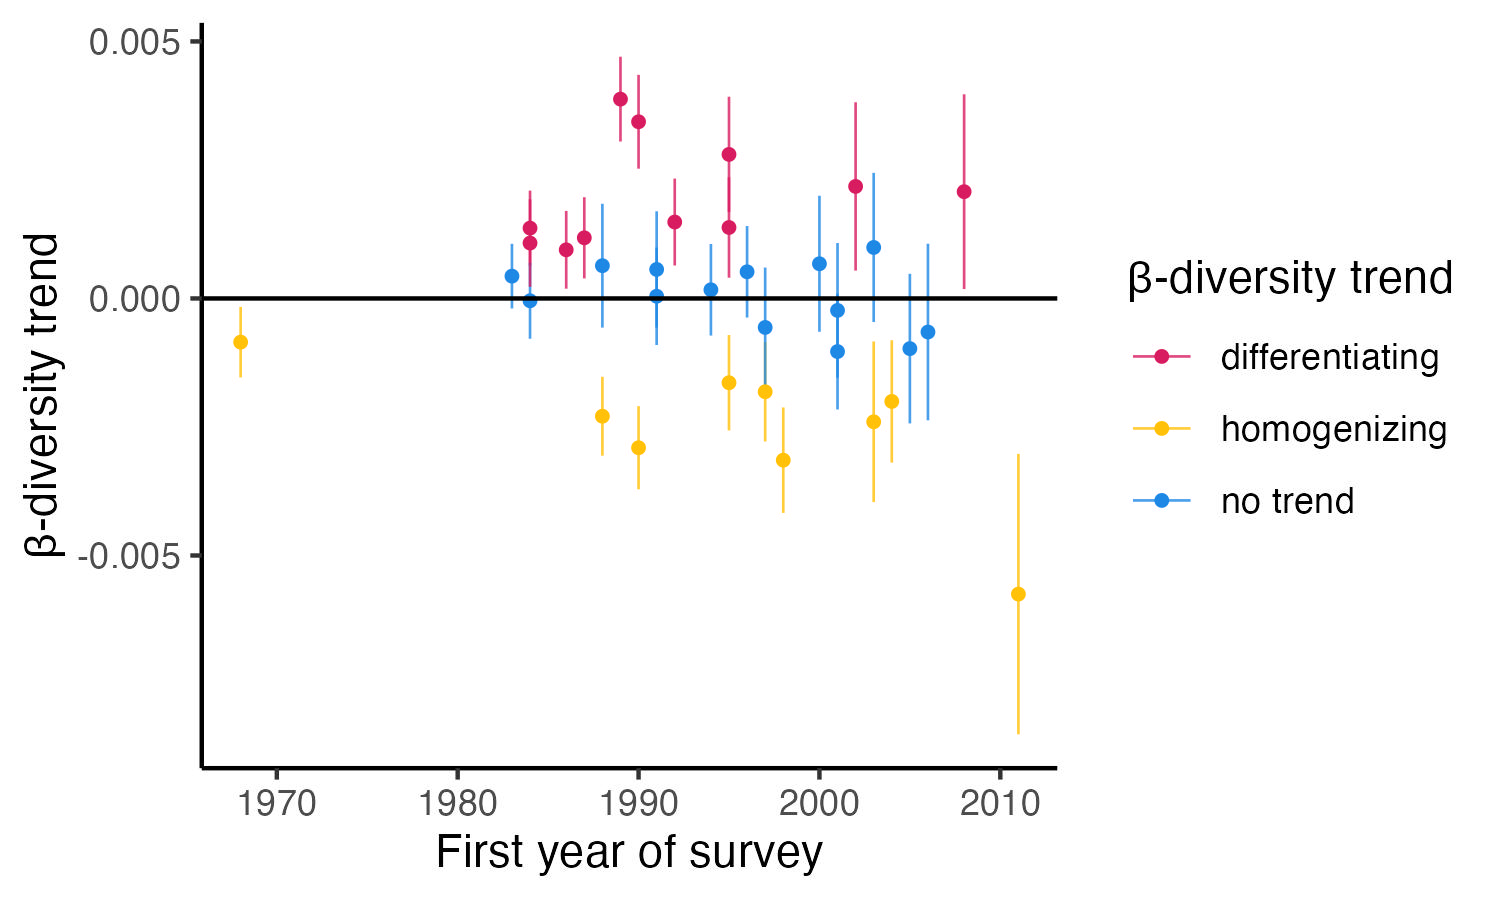 0.005
0.000
-0.005
β-diversity trend
1970 1980 1990 2000 2010
First year of survey
β-diversity trend
differentiating
homogenizing
no trend